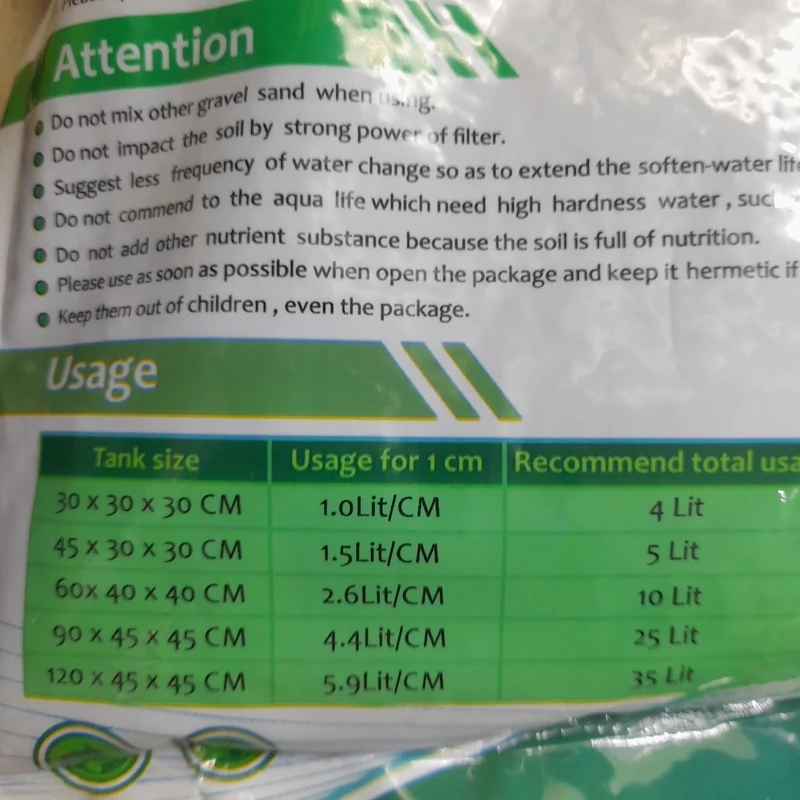 Attention
Do not mix other gravel sand when using.
Do not impact the soil by strong power of filter.
Suggest less frequency of water change so as to extend the soften-water
Do not commend to the aqua life which need high hardness water,
Do not add other nutrient substance because the soil is full of nutrition.
Please use as soon as possible when open the package and keep it hermetic if
Keep them out of children, even the package.
Usage
Tank size Usage for 1 cm Recommend total
30 x 30 x 30 CM 1.0Lit/CM 4 Lit
45 x 30 x 30 CM 1.5Lit/CM 5 Lit
60x 40 x 40 CM 2.6Lit/CM 10 Lit
90 x 45 x 45 CM 4.4Lit/CM 25 Lit
120 x 45 x 45 CM 5.9Lit/CM 35 Lit